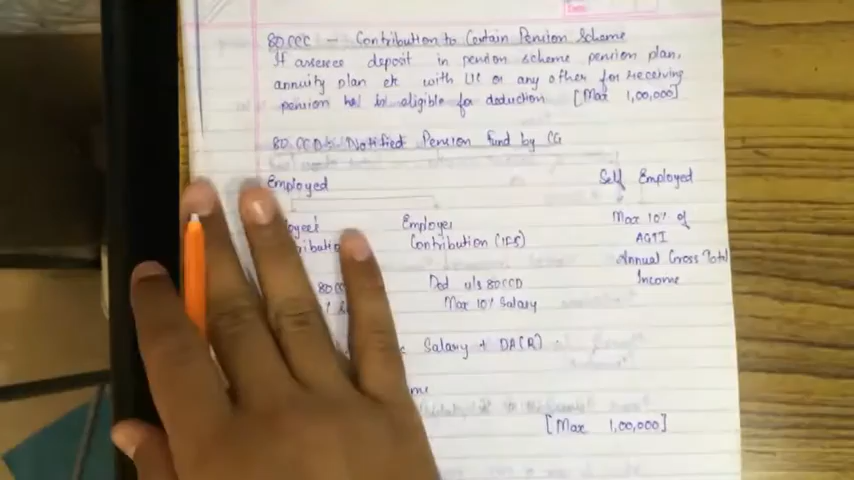 80 CCC - Contribution to Certain Pension Scheme
If assesee deposit in pension scheme pension plan,
annuity plan etc with LIC or any other for receiving
pension be eligible for deduction [Max 1,00,000]
80 CCD Notified Pension Fund by CG
Employed Self Employed
Employer Max 10% of
Contribution (IFS) AGTI
Annual Gross Total
Ded u/s 80CCD Income
Max 10% Salary
Salary + DA(R)
[Max 1,00,000]